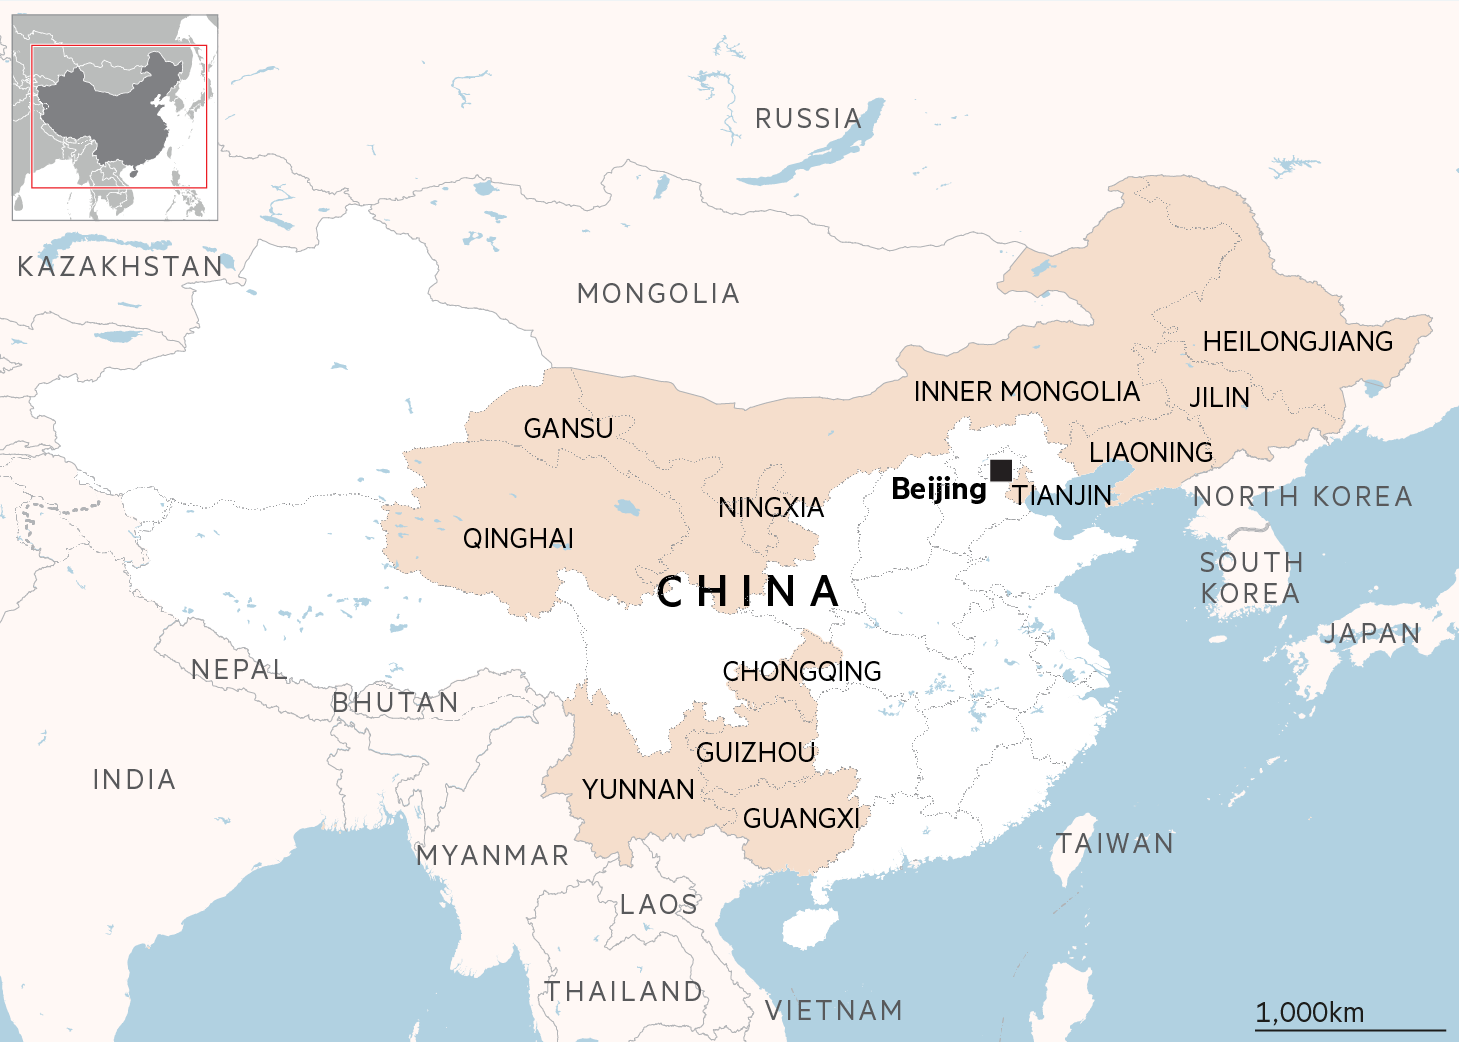 RUSSIA
KAZAKHSTAN
MONGOLIA
HEILONGJIANG
INNER MONGOLIA
JILIN
GANSU
LIAONING
Beijing
TIANJIN
NORTH KOREA
NINGXIA
QINGHAI
SOUTH
KOREA
CHINA
JAPAN
NEPAL
CHONGQING
BHUTAN
GUIZHOU
INDIA
YUNNAN
GUANGXI
TAIWAN
MYANMAR
LAOS
THAILAND
VIETNAM
1,000km